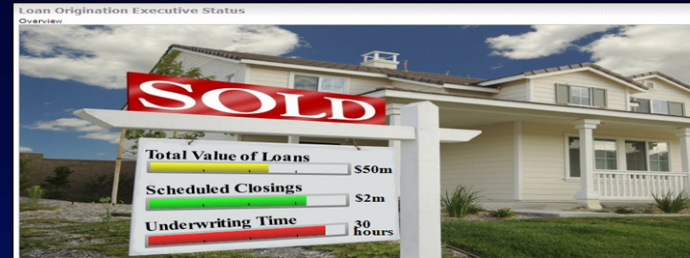 Loan Origination Executive Status
Overview
SOLD
Total Value of Loans
$50m
Scheduled Closings
$2m
Underwriting Time
30
hours